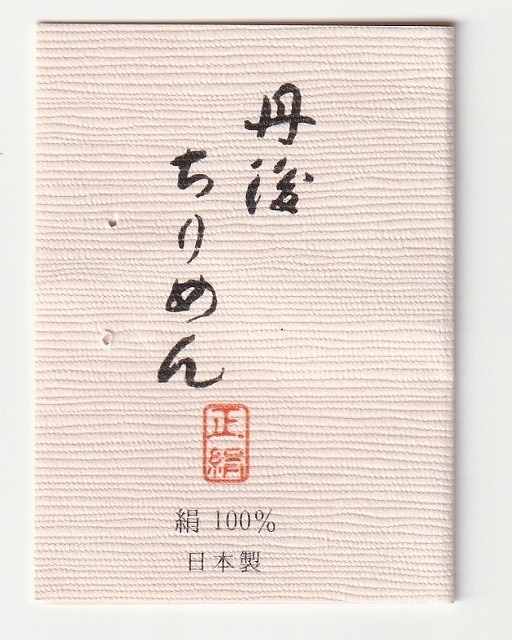 丹後
ちりめん
正絹
絹 100%
日本製